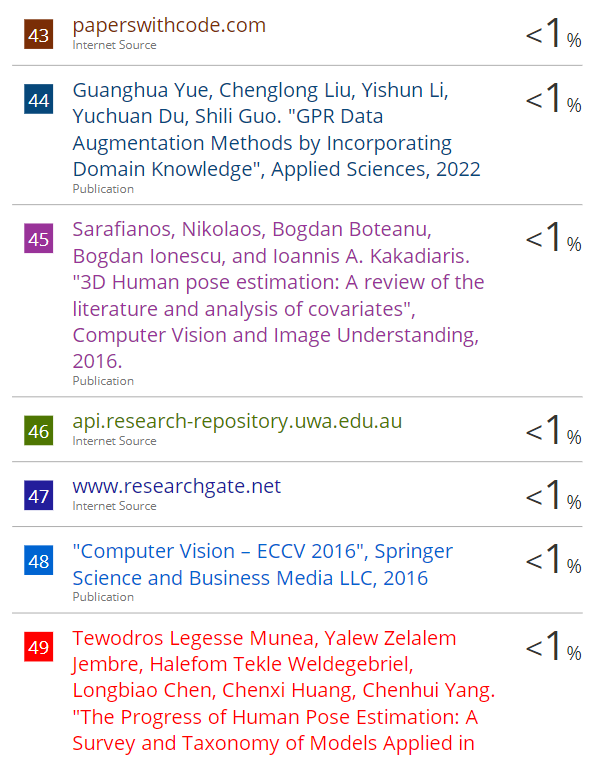 43 paperswithcode.com <1%
Internet Source
44 Guanghua Yue, Chenglong Liu, Yishun Li, <1%
Yuchuan Du, Shili Guo. "GPR Data
Augmentation Methods by Incorporating
Domain Knowledge", Applied Sciences, 2022
Publication
45 Sarafianos, Nikolaos, Bogdan Boteanu, <1%
Bogdan Ionescu, and Ioannis A. Kakadiaris.
"3D Human pose estimation: A review of the
literature and analysis of covariates",
Computer Vision and Image Understanding,
2016.
Publication
46 api.research-repository.uwa.edu.au <1%
Internet Source
47 www.researchgate.net <1%
Internet Source
48 "Computer Vision – ECCV 2016", Springer <1%
Science and Business Media LLC, 2016
Publication
49 Tewodros Legesse Munea, Yalew Zelalem <1%
Jembre, Halefom Tekle Weldegebriel,
Longbiao Chen, Chenxi Huang, Chenhui Yang.
"The Progress of Human Pose Estimation: A
Survey and Taxonomy of Models Applied in